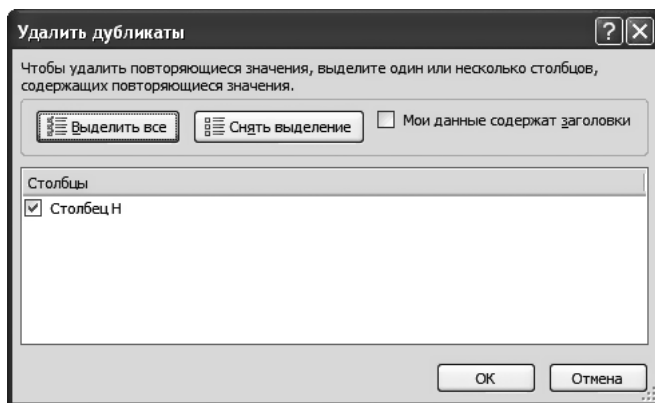 Удалить дубликаты
Чтобы удалить повторяющиеся значения, выделите один или несколько столбцов,
содержащих повторяющиеся значения.
Выделить все
Снять выделение
Мои данные содержат заголовки
Столбцы
Столбец H
ОК
Отмена